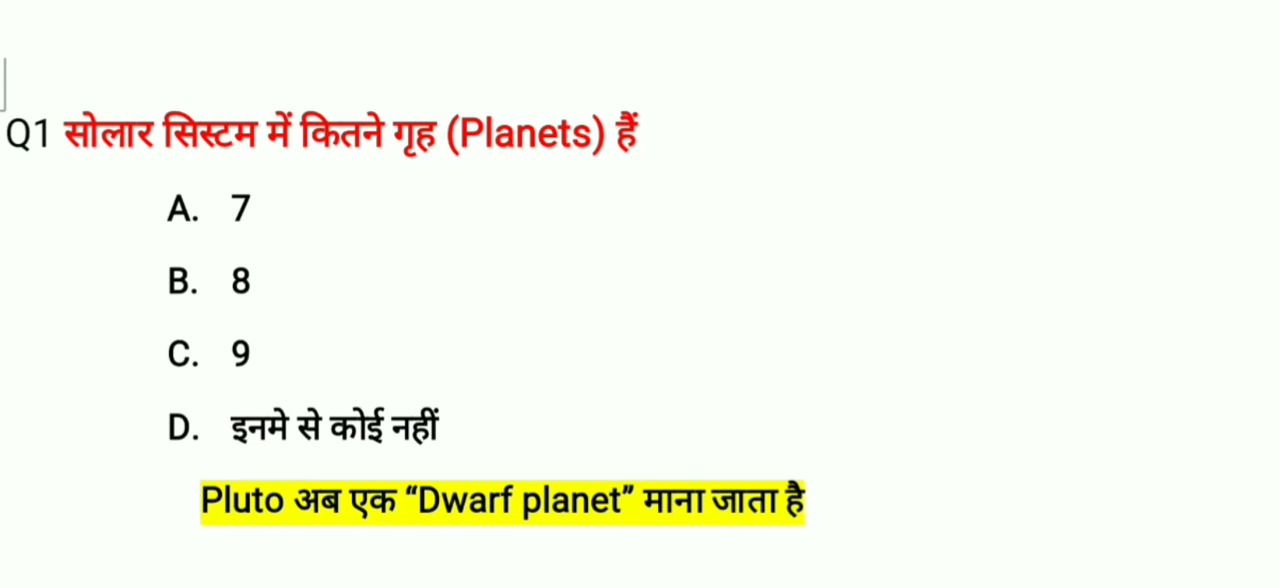 Q1 सोलार सिस्टम में कितने गृह (Planets) हैं
A. 7
B. 8
C. 9
D. इनमे से कोई नहीं
Pluto अब एक “Dwarf planet” माना जाता है